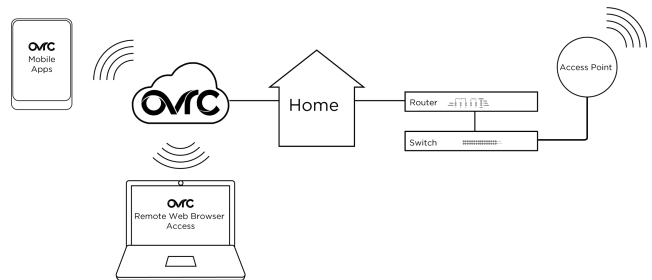 OVRC
Mobile
Apps
OVRC
Home
Router
Switch
Access Point
OVRC
Remote Web Browser
Access